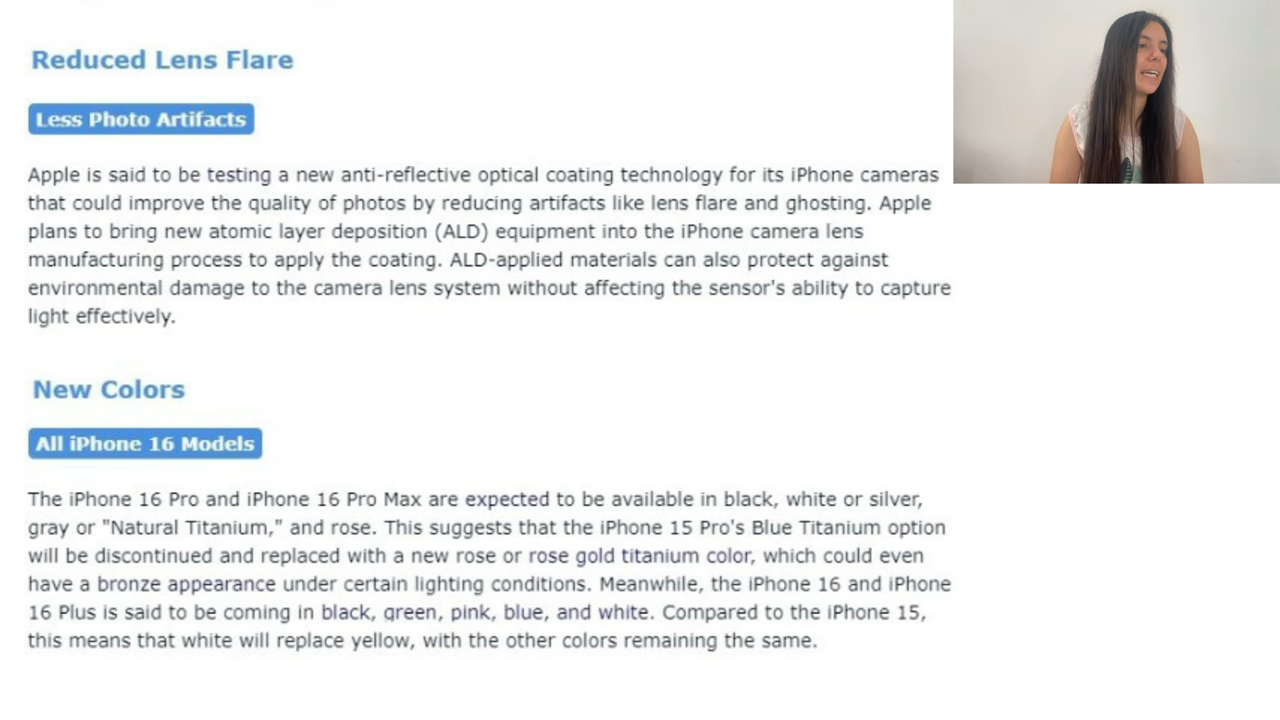 Reduced Lens Flare
Less Photo Artifacts
Apple is said to be testing a new anti-reflective optical coating technology for its iPhone cameras
that could improve the quality of photos by reducing artifacts like lens flare and ghosting. Apple
plans to bring new atomic layer deposition (ALD) equipment into the iPhone camera lens
manufacturing process to apply the coating. ALD-applied materials can also protect against
environmental damage to the camera lens system without affecting the sensor's ability to capture
light effectively.
New Colors
All iPhone 16 Models
The iPhone 16 Pro and iPhone 16 Pro Max are expected to be available in black, white or silver,
gray or "Natural Titanium," and rose. This suggests that the iPhone 15 Pro's Blue Titanium option
will be discontinued and replaced with a new rose or rose gold titanium color, which could even
have a bronze appearance under certain lighting conditions. Meanwhile, the iPhone 16 and iPhone
16 Plus is said to be coming in black, green, pink, blue, and white. Compared to the iPhone 15,
this means that white will replace yellow, with the other colors remaining the same.